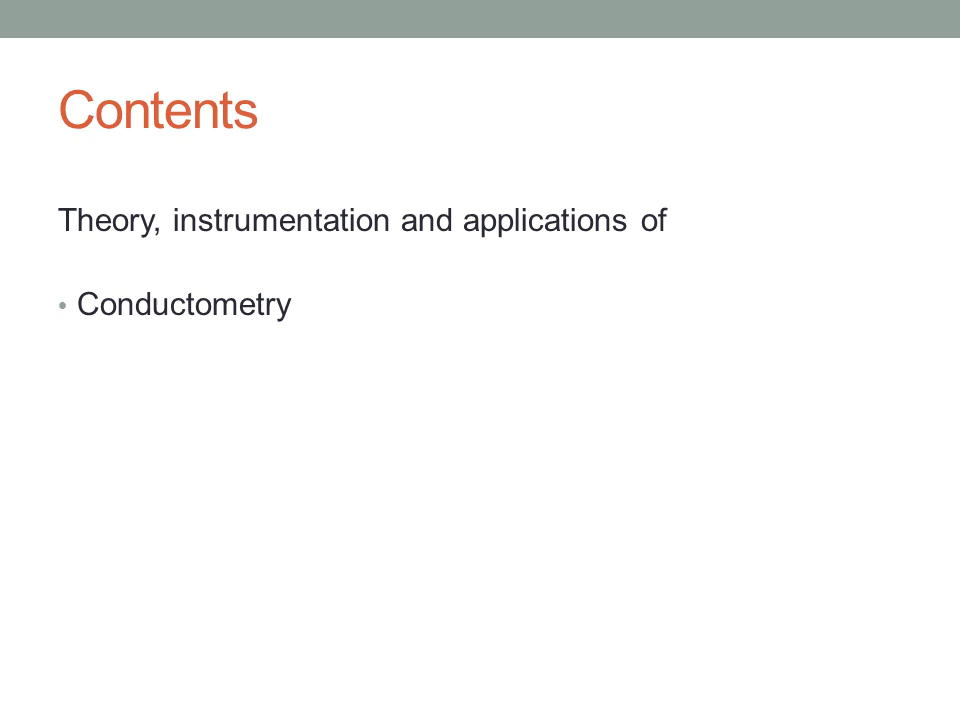 Contents
Theory, instrumentation and applications of
• Conductometry